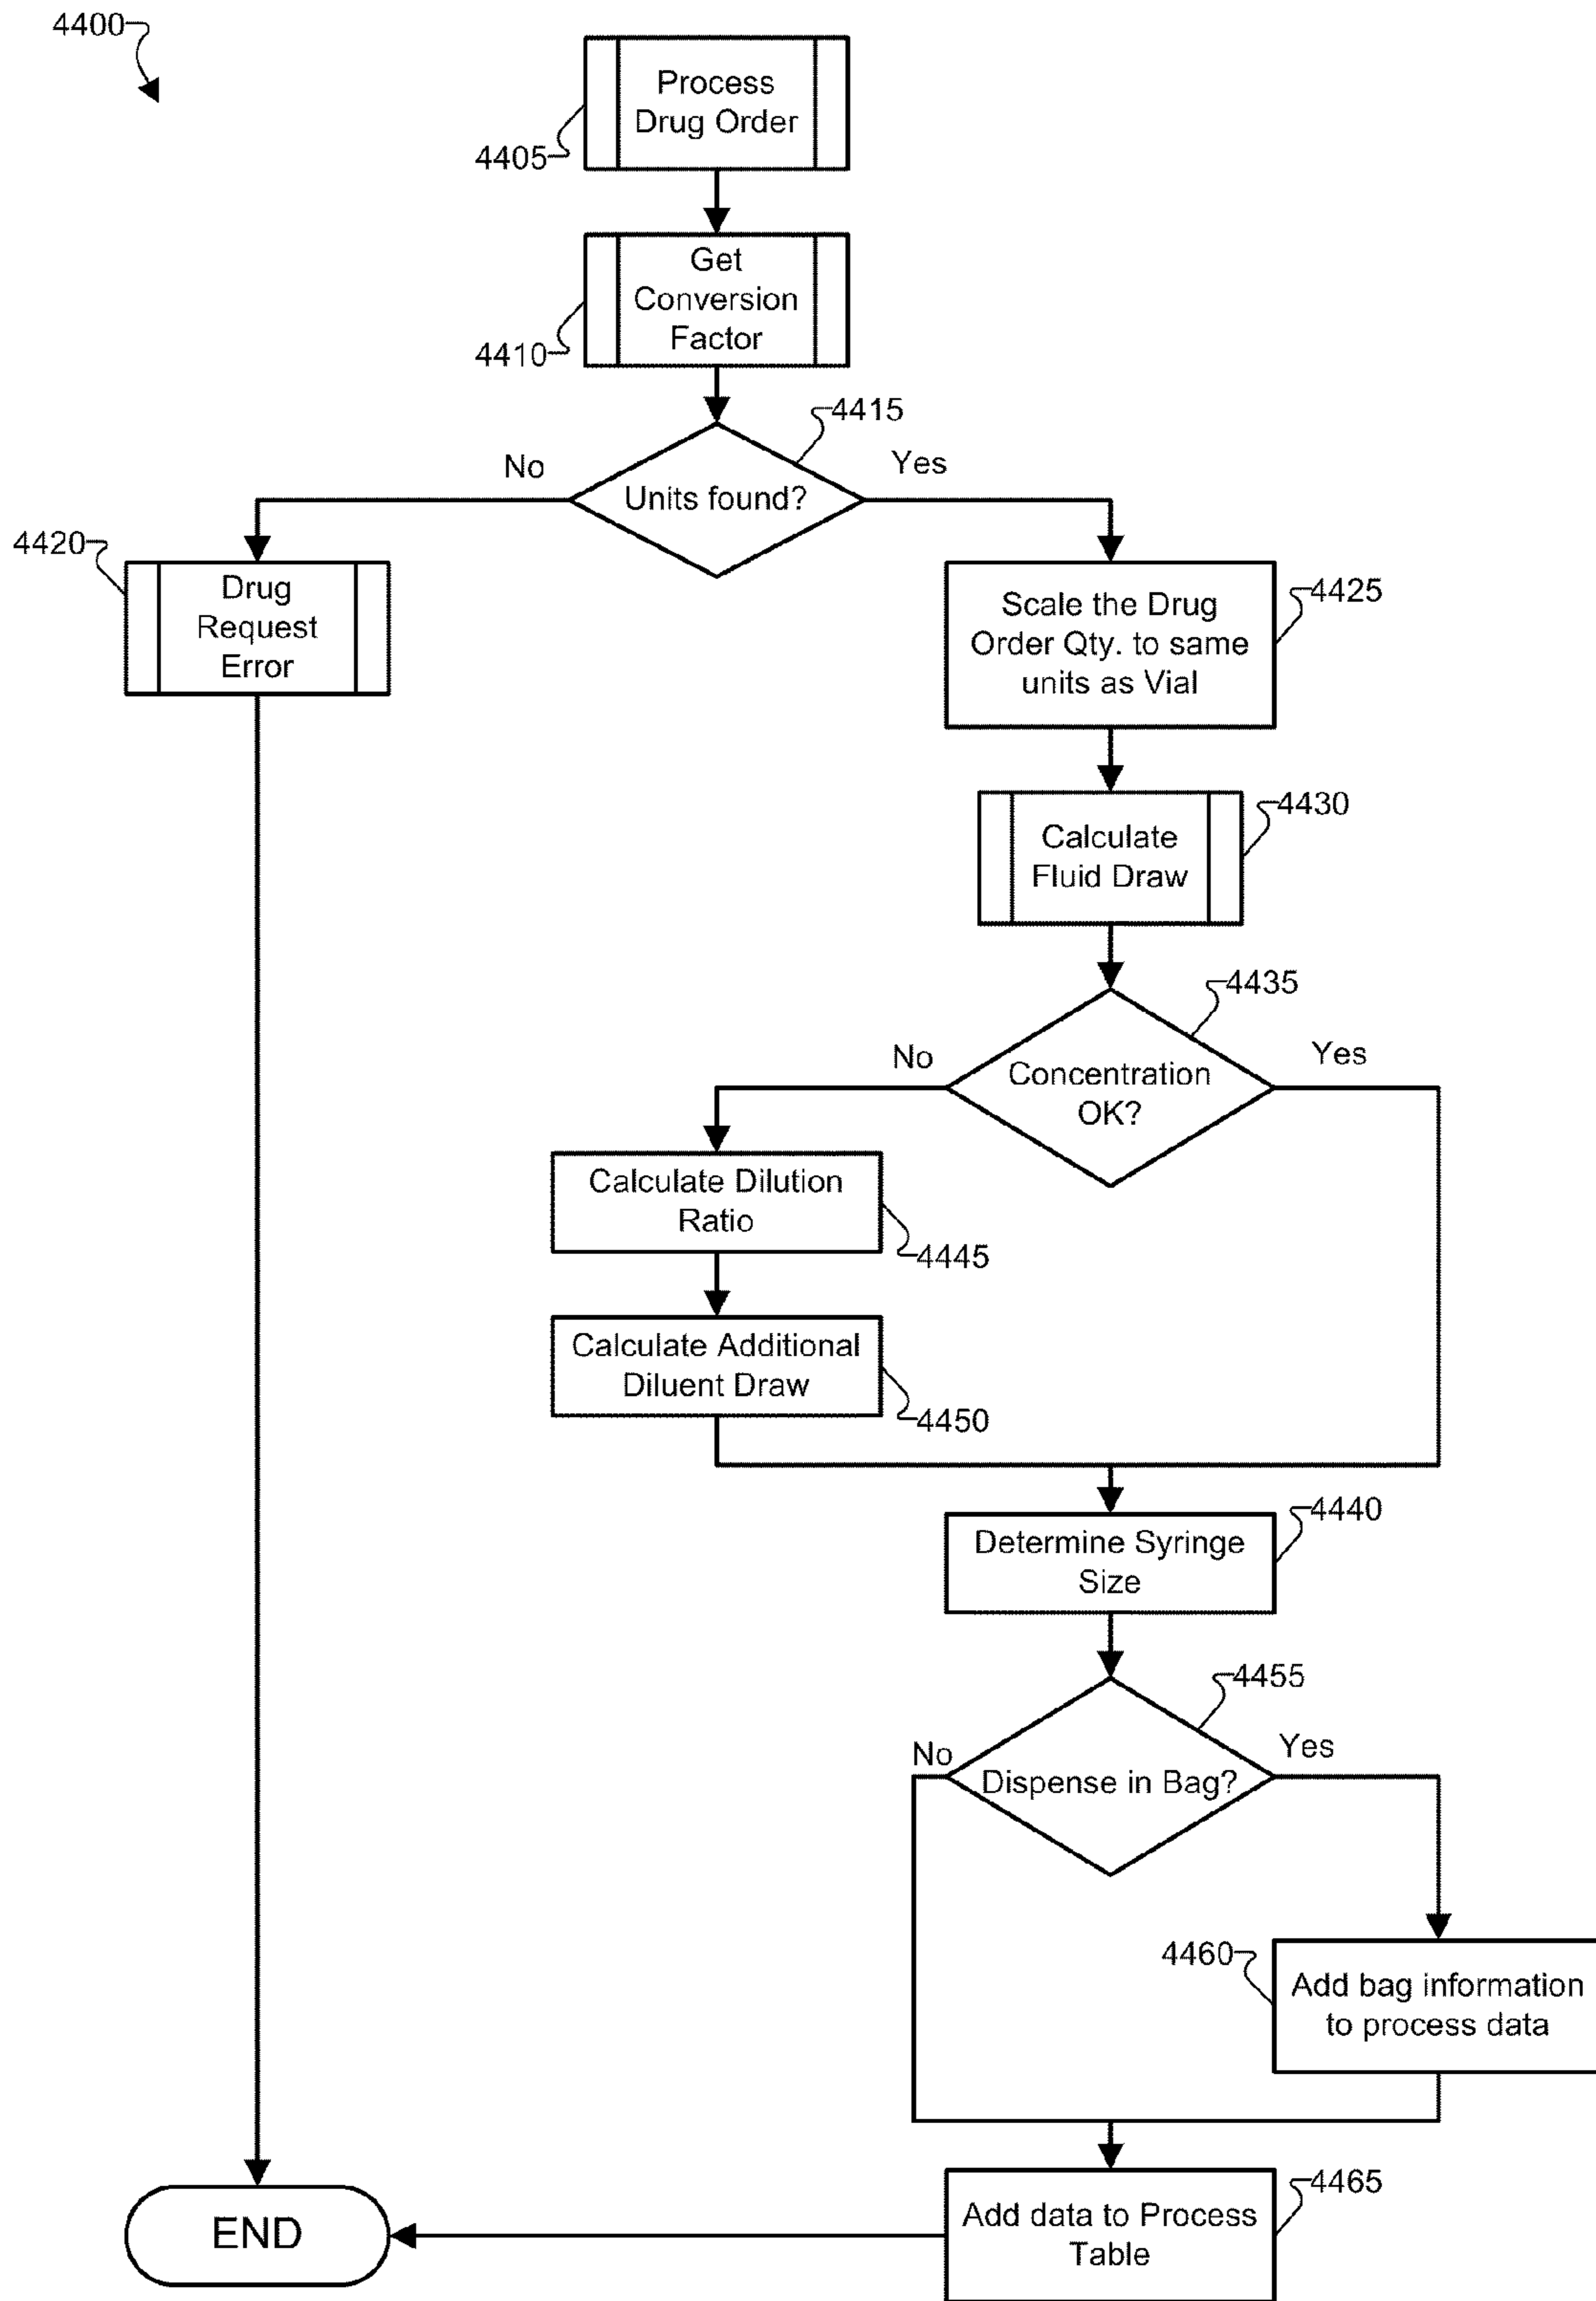 4400
Process
Drug Order
4405
Get
Conversion
Factor
4410
4415
No
Yes
Units found?
4420
Drug
Request
Error
Scale the Drug
Order Qty. to same
units as Vial
4425
Calculate
Fluid Draw
4430
4435
No
Yes
Concentration
OK?
Calculate Dilution
Ratio
4445
Calculate Additional
Diluent Draw
4450
Determine Syringe
Size
4440
4455
No
Yes
Dispense in Bag?
4460
Add bag information
to process data
4465
Add data to Process
Table
END